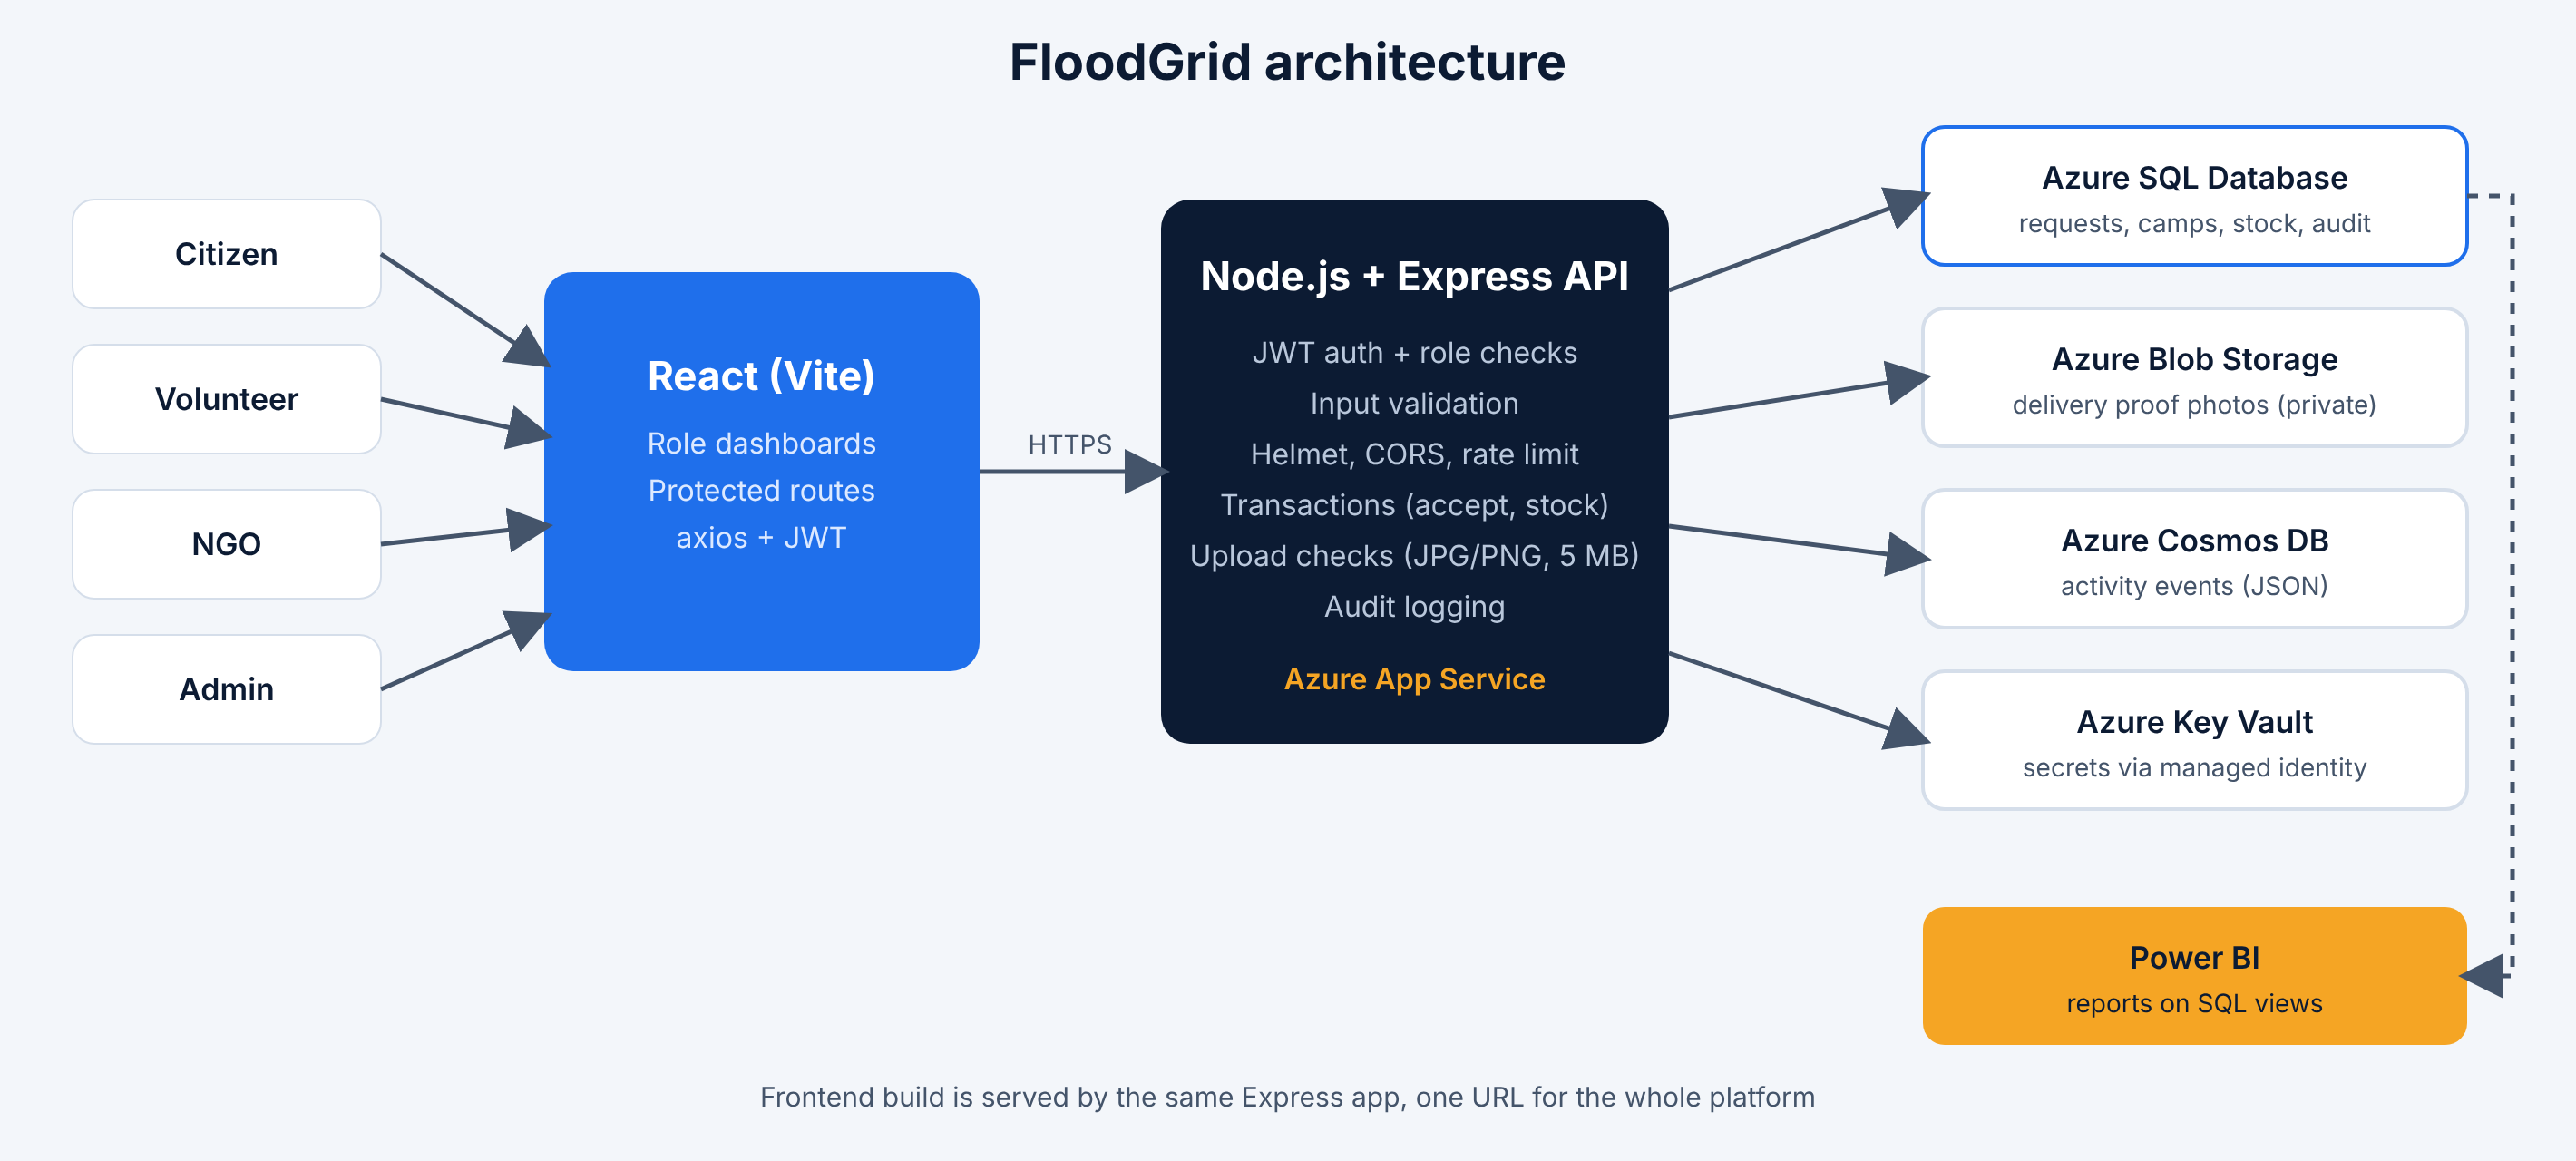 FloodGrid architecture
Citizen
Volunteer
NGO
Admin
React (Vite)
Role dashboards
Protected routes
axios + JWT
HTTPS
Node.js + Express API
JWT auth + role checks
Input validation
Helmet, CORS, rate limit
Transactions (accept, stock)
Upload checks (JPG/PNG, 5 MB)
Audit logging
Azure App Service
Azure SQL Database
requests, camps, stock, audit
Azure Blob Storage
delivery proof photos (private)
Azure Cosmos DB
activity events (JSON)
Azure Key Vault
secrets via managed identity
Power BI
reports on SQL views
Frontend build is served by the same Express app, one URL for the whole platform